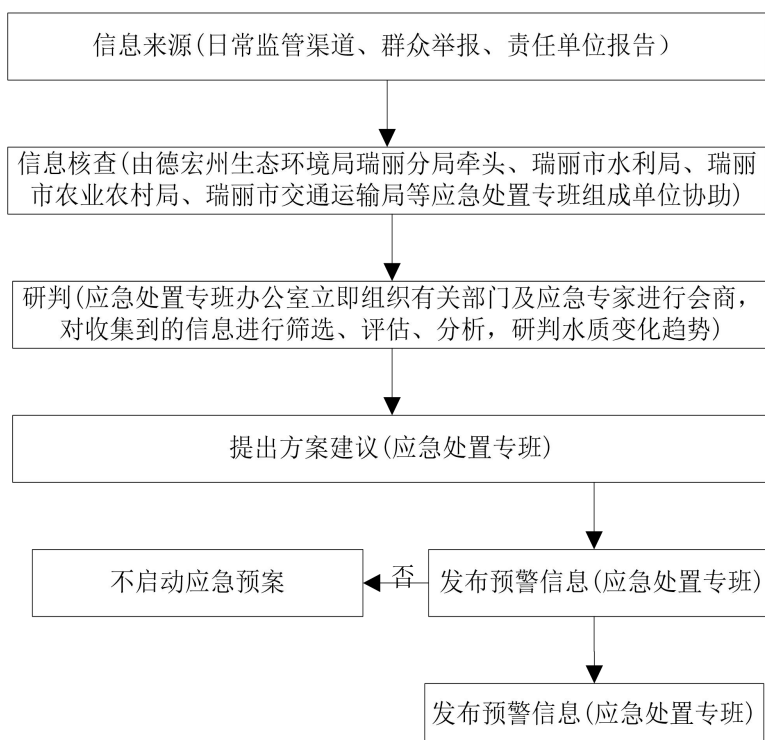 信息来源(日常监管渠道、群众举报、责任单位报告）
信息核查(由德宏州生态环境局瑞丽分局牵头、瑞丽市水利局、瑞丽
市农业农村局、瑞丽市交通运输局等应急处置专班组成单位协助)
研判(应急处置专班办公室立即组织有关部门及应急专家进行会商，
对收集到的信息进行筛选、评估、分析，研判水质变化趋势)
提出方案建议(应急处置专班)
不启动应急预案
否
发布预警信息(应急处置专班)
发布预警信息(应急处置专班)